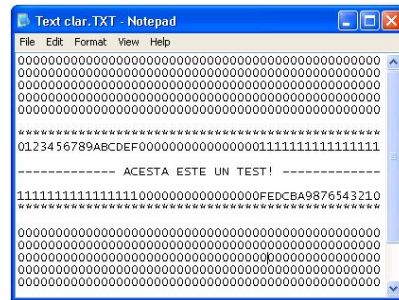 Text clar.TXT - Notepad
File Edit Format View Help
000000000000000000000000000000000000000000000000
000000000000000000000000000000000000000000000000
000000000000000000000000000000000000000000000000
000000000000000000000000000000000000000000000000
000000000000000000000000000000000000000000000000
************************************************
0123456789ABCDEF00000000000000001111111111111111
------------- ACESTA ESTE UN TEST! -------------
11111111111111110000000000000000FEDCBA9876543210
************************************************
000000000000000000000000000000000000000000000000
000000000000000000000000000000000000000000000000
000000000000000000000000000000000000000000000000
000000000000000000000000000000000000000000000000
000000000000000000000000000000000000000000000000